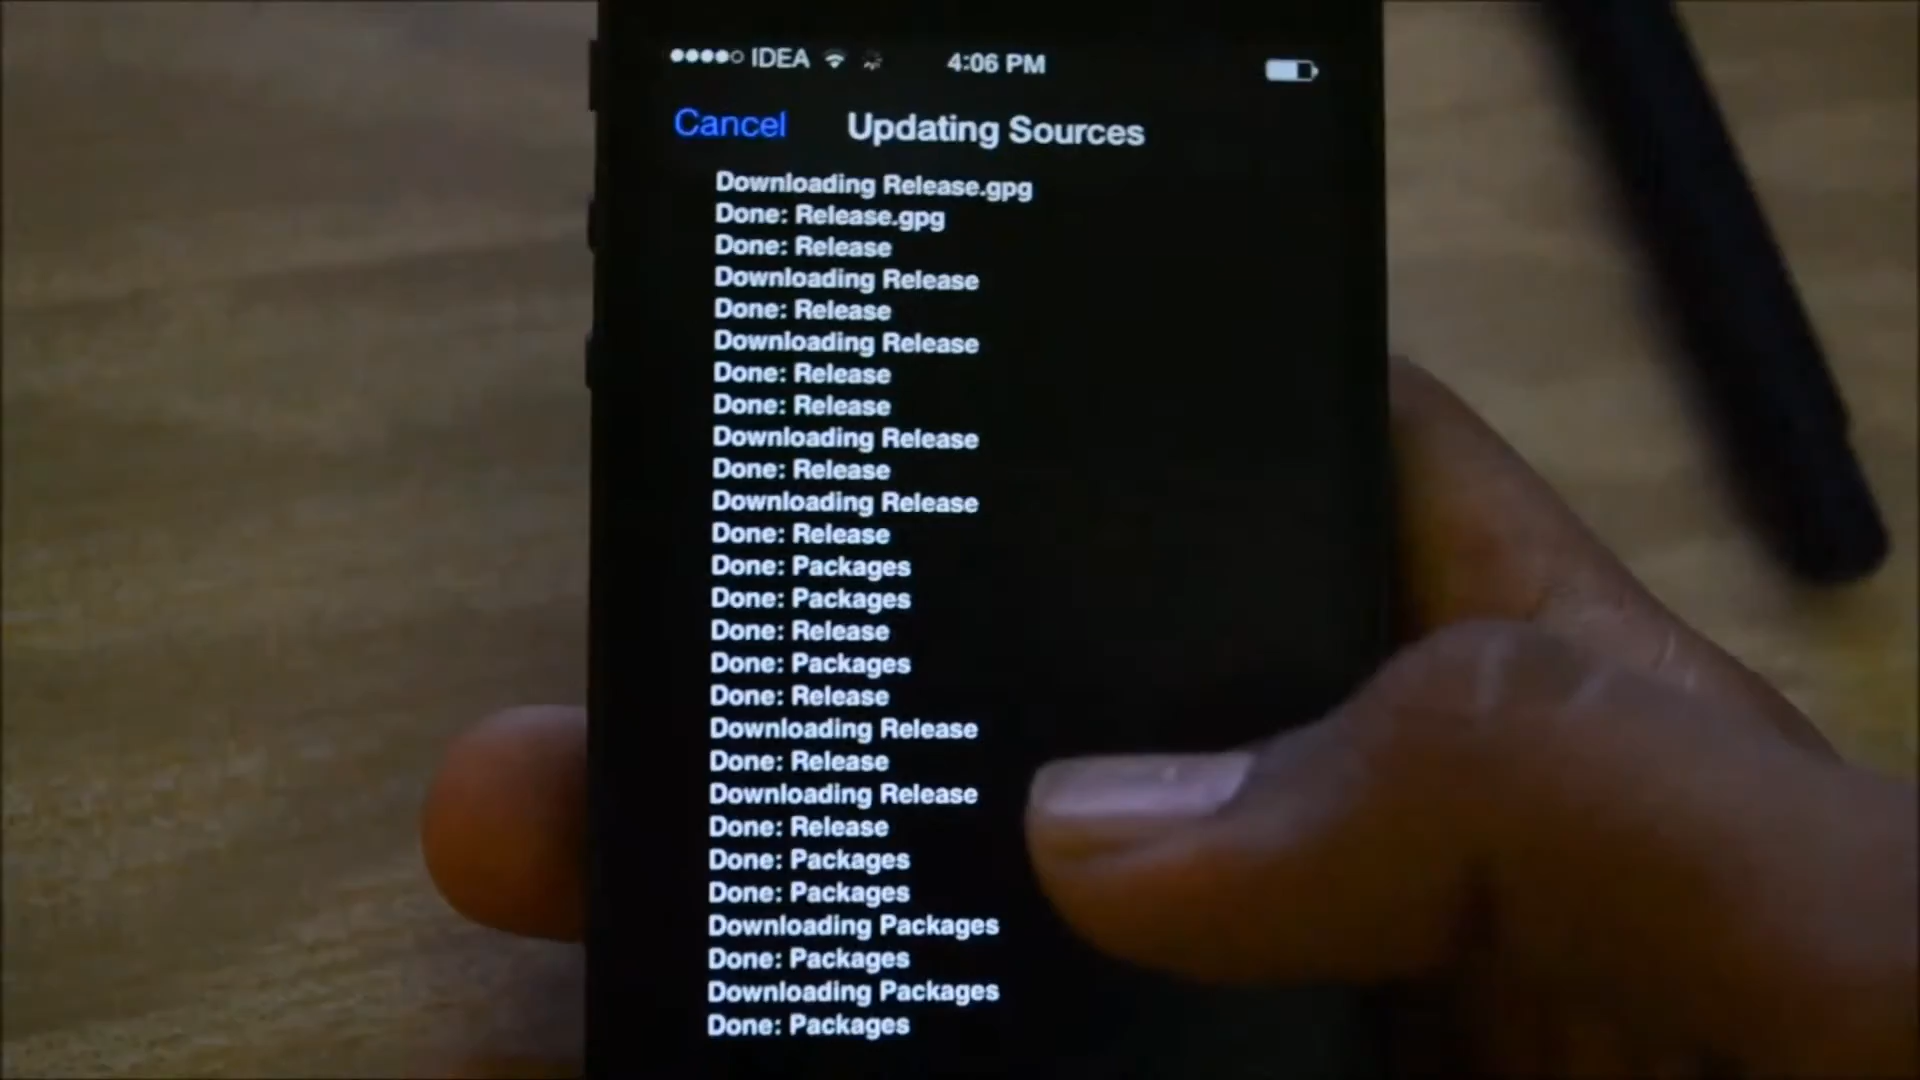 ●●●●○ IDEA 4:06 PM
Cancel Updating Sources
Downloading Release.gpg
Done: Release.gpg
Done: Release
Downloading Release
Done: Release
Downloading Release
Done: Release
Done: Release
Downloading Release
Done: Release
Downloading Release
Done: Release
Done: Packages
Done: Packages
Done: Release
Done: Packages
Done: Release
Downloading Release
Done: Release
Downloading Release
Done: Release
Done: Packages
Done: Packages
Downloading Packages
Done: Packages
Downloading Packages
Done: Packages